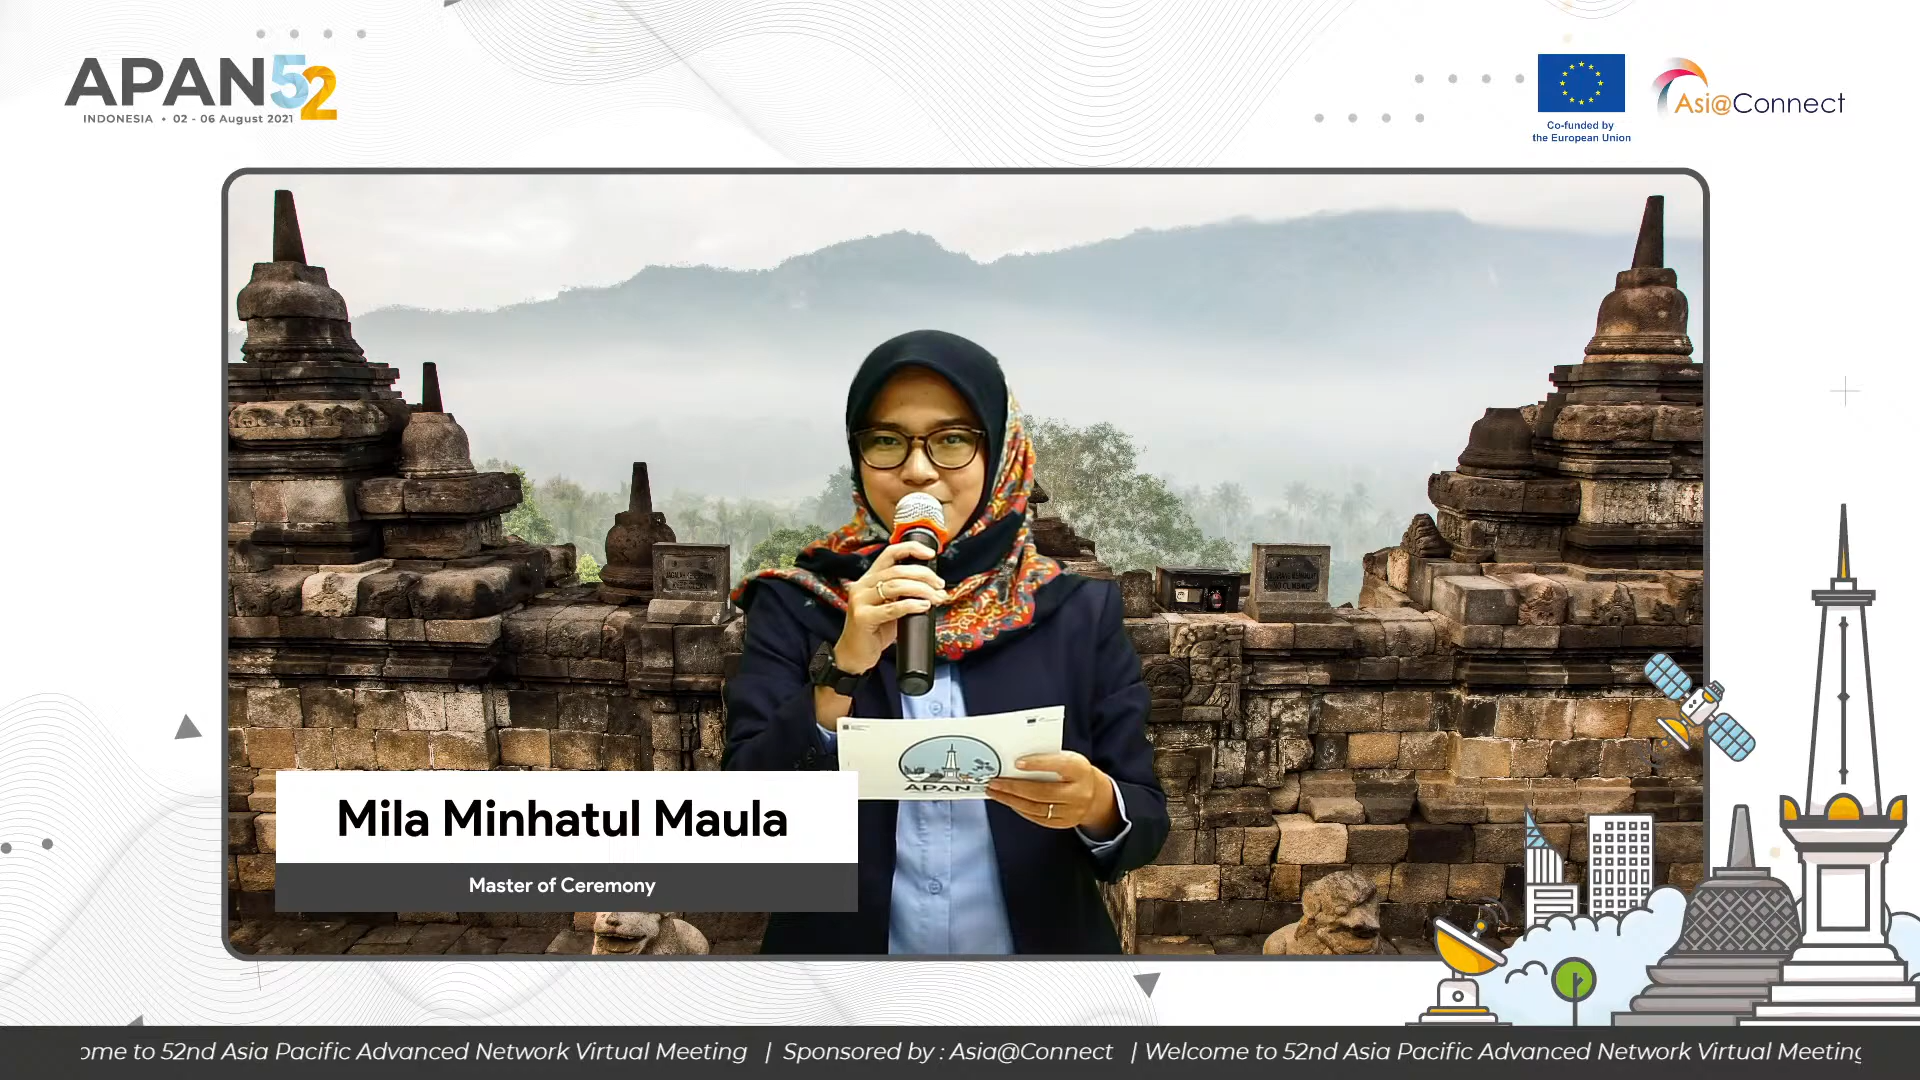 APAN52
INDONESIA • 02 - 06 August 2021
Co-funded by
the European Union
Asi@Connect
APAN
Mila Minhatul Maula
Master of Ceremony
ome to 52nd Asia Pacific Advanced Network Virtual Meeting | Sponsored by : Asia@Connect | Welcome to 52nd Asia Pacific Advanced Network Virtual Meeting